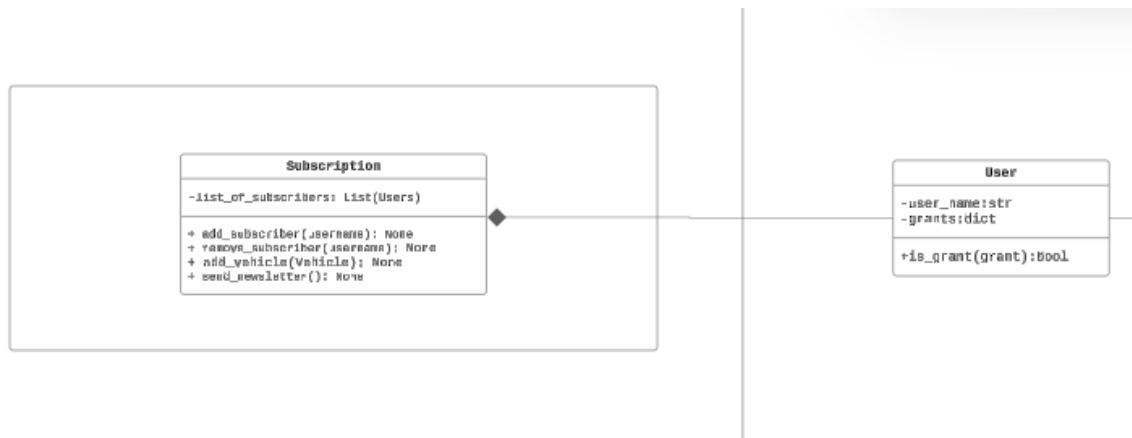 Subscription
-list_of_subscribers: List(Users)
+ add_subscriber(username): None
+ remove_subscriber(username): None
+ add_vehicle(Vehicle): None
+ send_newsletter(): None
User
-user_name:str
-grants:dict
+is_grant(grant):Bool